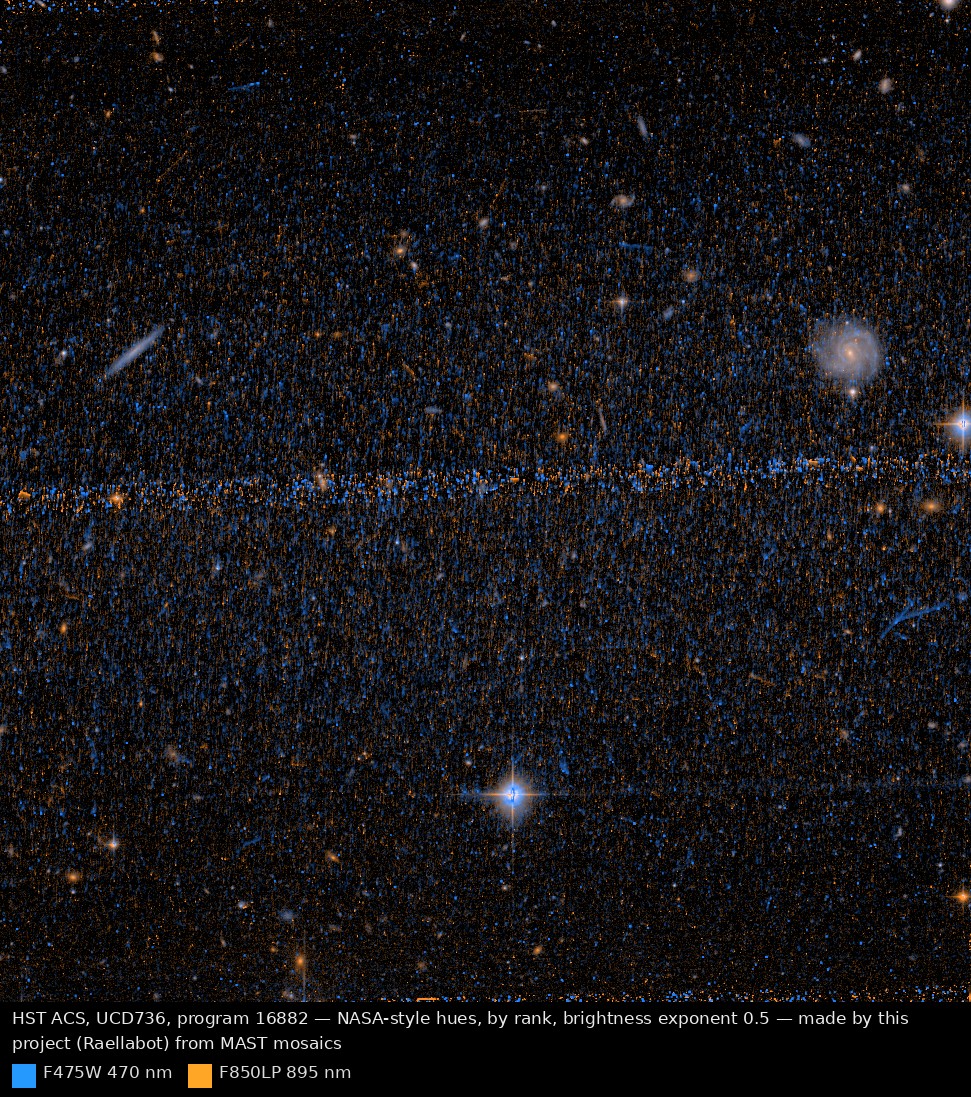 HST ACS, UCD736, program 16882 — NASA-style hues, by rank, brightness exponent 0.5 — made by this
project (Raellabot) from MAST mosaics
F475W 470 nm F850LP 895 nm